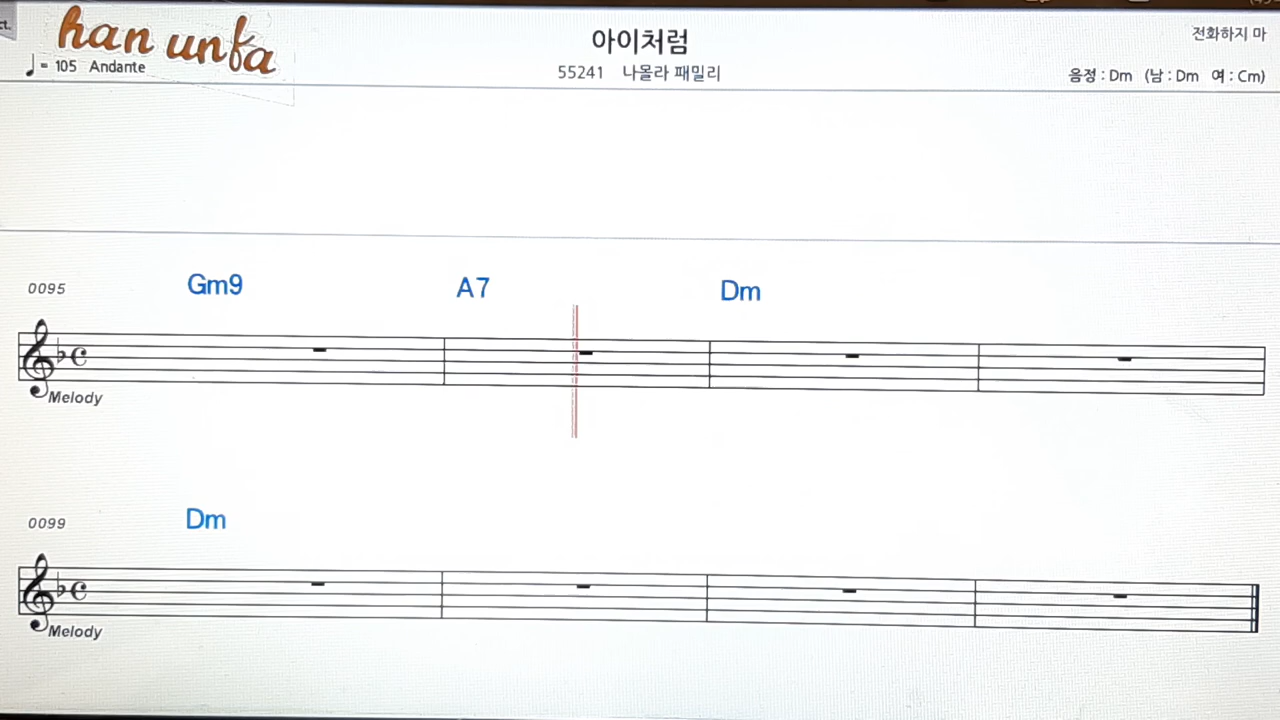 ct.
han unfa
♩= 105 Andante
아이처럼
55241 나몰라 패밀리
전화하지 마
음정 : Dm (남 : Dm 여 : Cm)
0095
Gm9 A7 Dm
Melody
0099
Dm
Melody